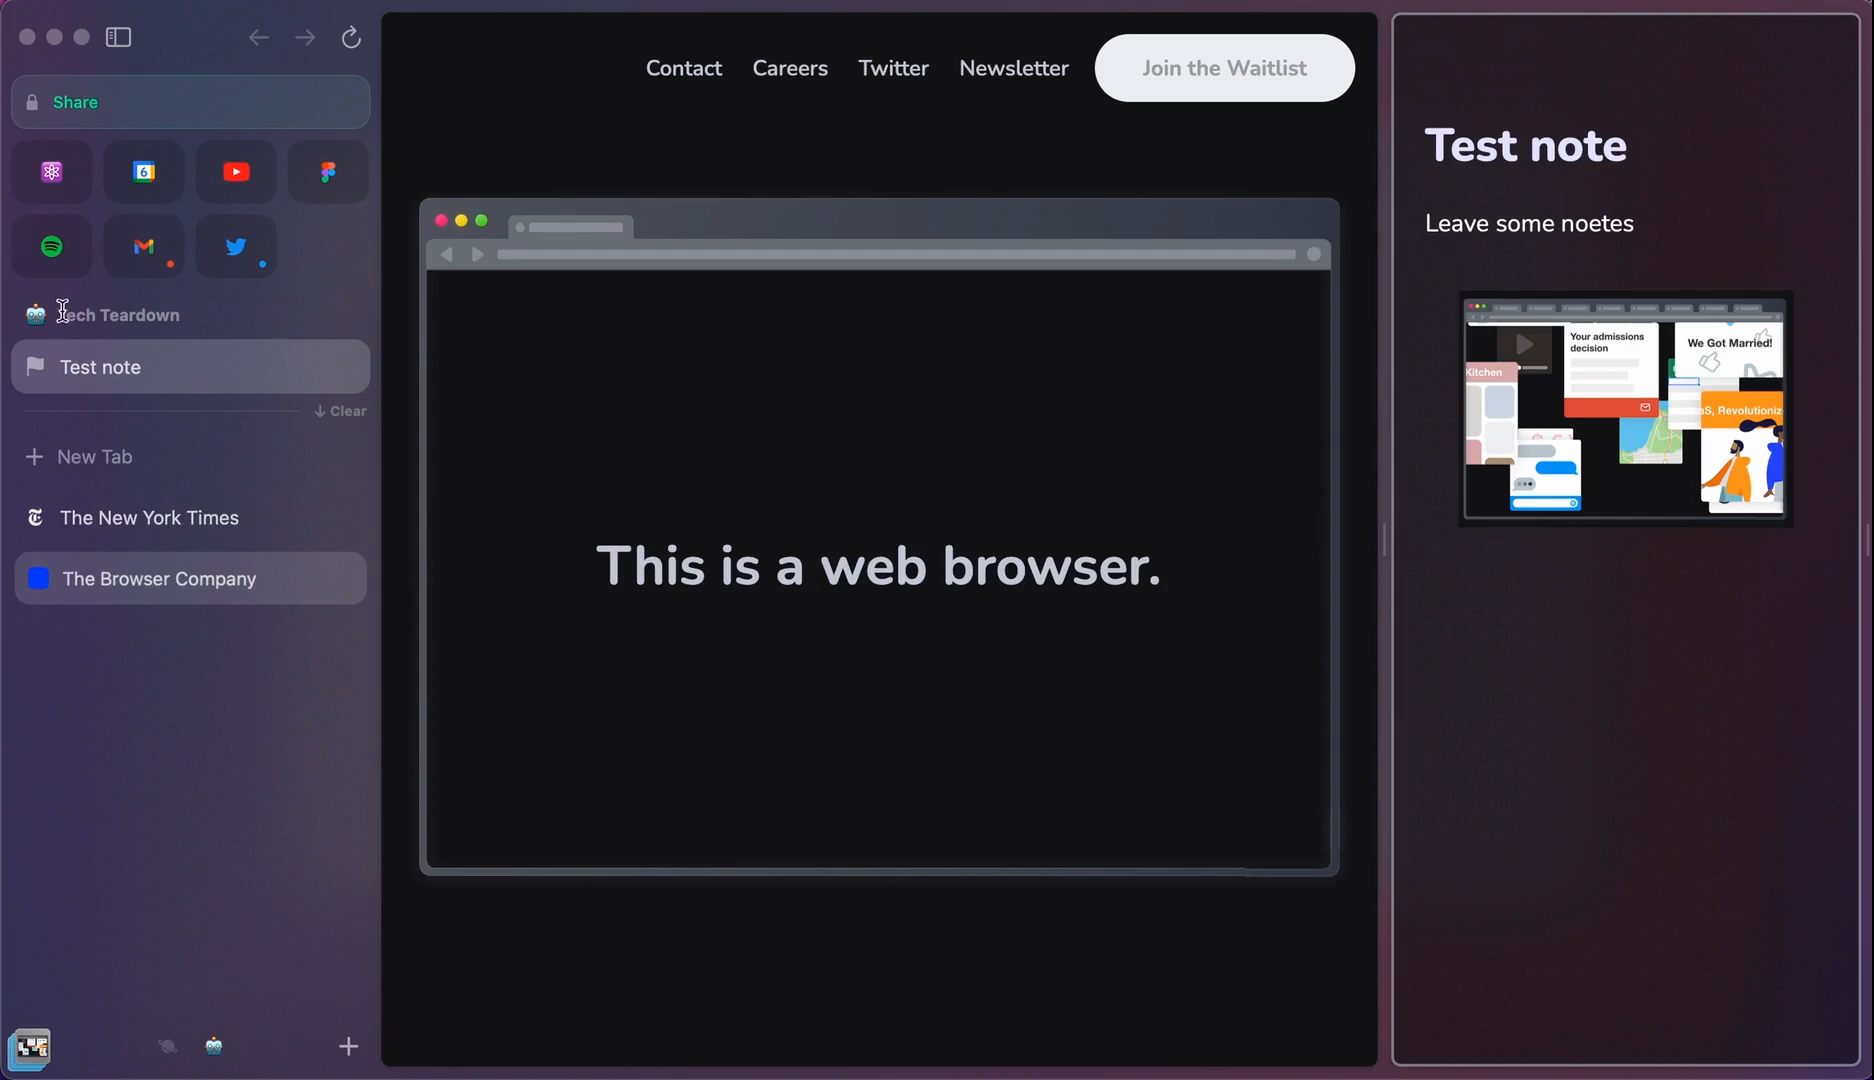 Share
6
Tech Teardown
Test note
Clear
New Tab
The New York Times
The Browser Company
Contact Careers Twitter Newsletter Join the Waitlist
This is a web browser.
Test note
Leave some noetes
Your admissions
decision
We Got Married!
Kitchen
S, Revolutioniz